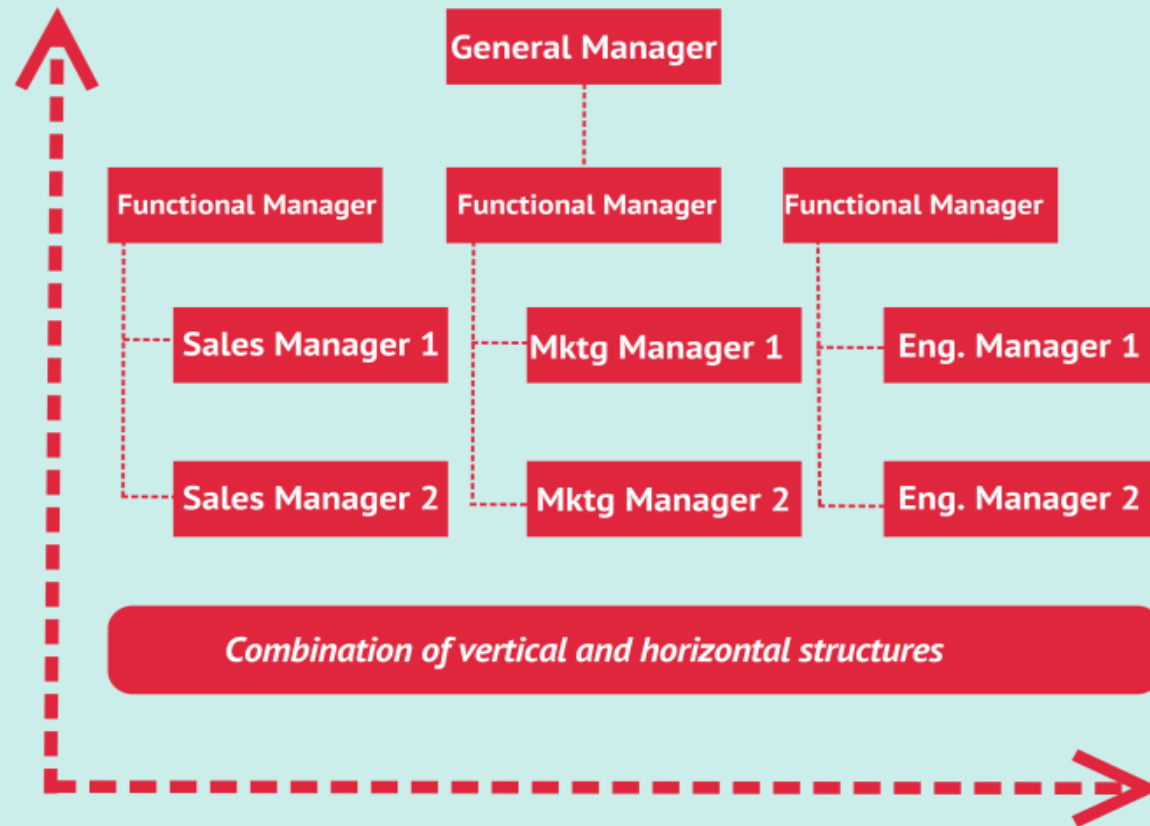 General Manager
Functional Manager
Functional Manager
Functional Manager
Sales Manager 1
Mktg Manager 1
Eng. Manager 1
Sales Manager 2
Mktg Manager 2
Eng. Manager 2
Combination of vertical and horizontal structures